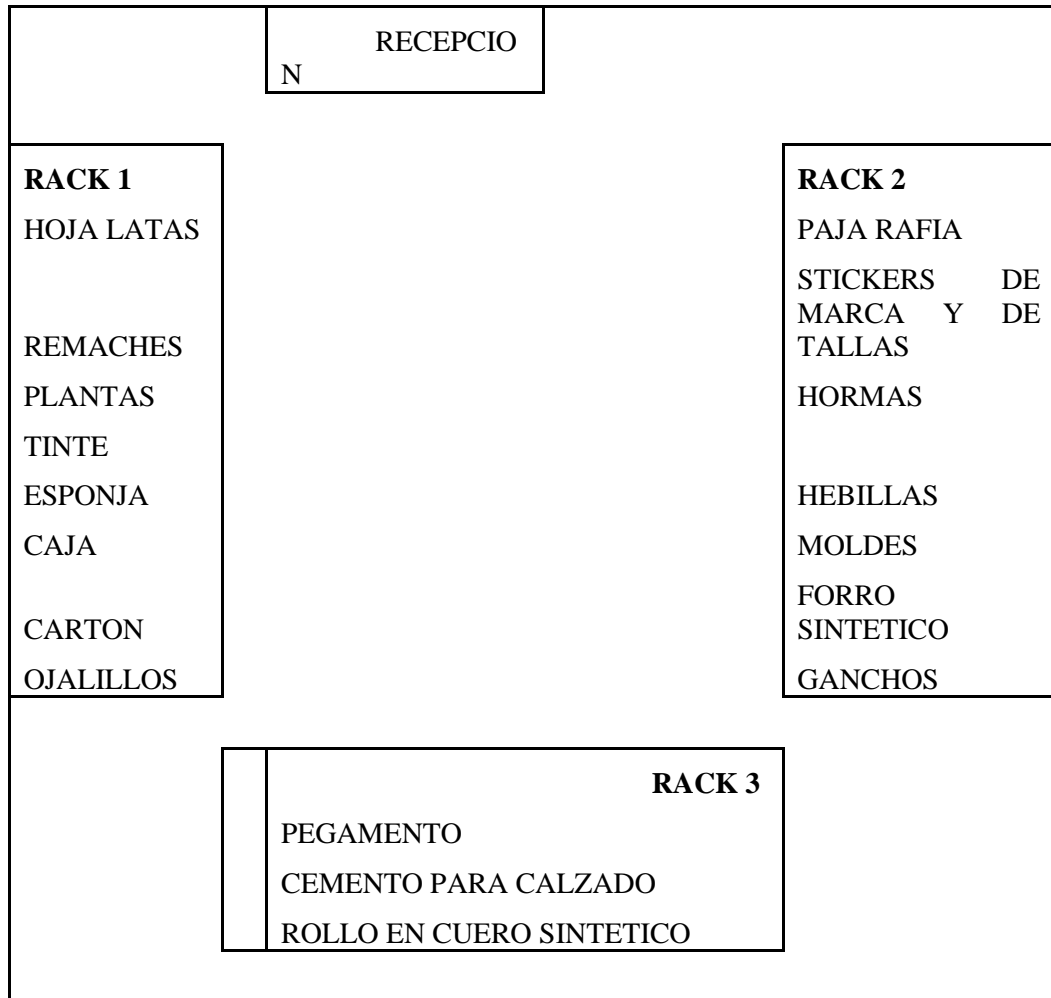 RECEPCIO
N
RACK 1
HOJA LATAS
REMACHES
PLANTAS
TINTE
ESPONJA
CAJA
CARTON
OJALILLOS
RACK 2
PAJA RAFIA
STICKERS DE
MARCA Y DE
TALLAS
HORMAS
HEBILLAS
MOLDES
FORRO
SINTETICO
GANCHOS
RACK 3
PEGAMENTO
CEMENTO PARA CALZADO
ROLLO EN CUERO SINTETICO